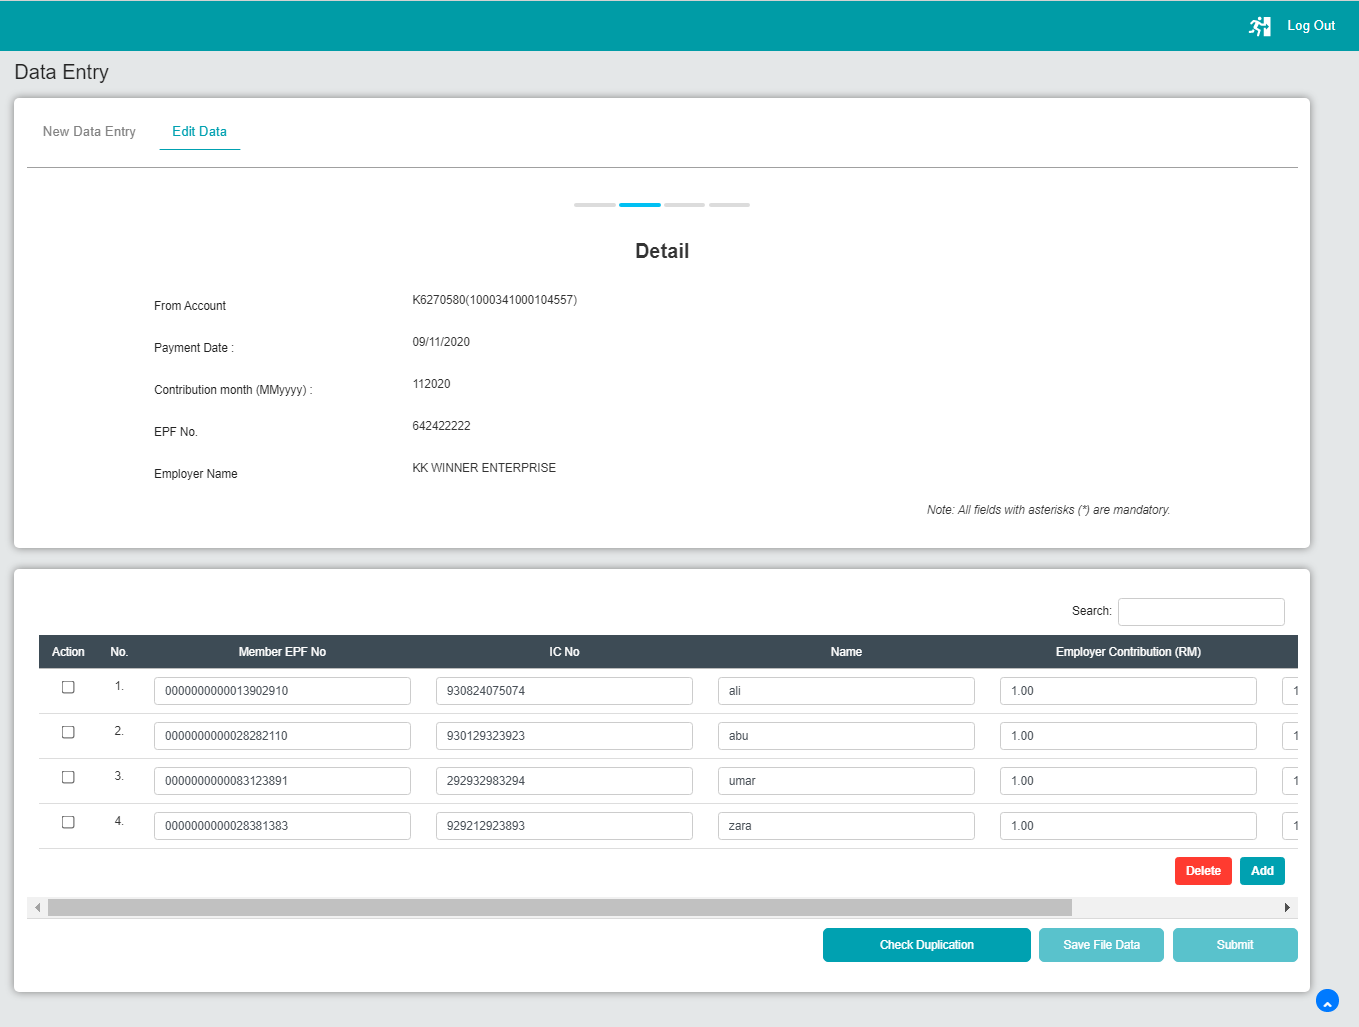 Log Out
Data Entry
New Data Entry Edit Data
Detail
From Account K6270580(1000341000104557)
Payment Date : 09/11/2020
Contribution month (MMyyyy) : 112020
EPF No. 642422222
Employer Name KK WINNER ENTERPRISE
Note: All fields with asterisks (*) are mandatory.
Search:
Action No. Member EPF No IC No Name Employer Contribution (RM)
1. 0000000000013902910 930824075074 ali 1.00 1
2. 0000000000028282110 930129323923 abu 1.00 1
3. 0000000000083123891 292932983294 umar 1.00 1
4. 0000000000028381383 929212923893 zara 1.00 1
Delete Add
Check Duplication Save File Data Submit